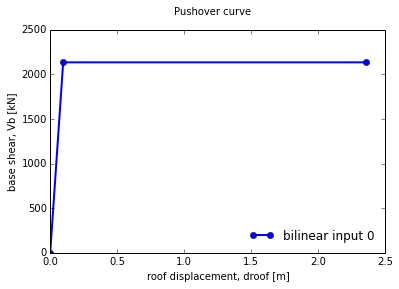 Pushover curve
2500
2000
1500
1000
500
0
base shear, Vb [kN]
bilinear input 0
0.0 0.5 1.0 1.5 2.0 2.5
roof displacement, droof [m]